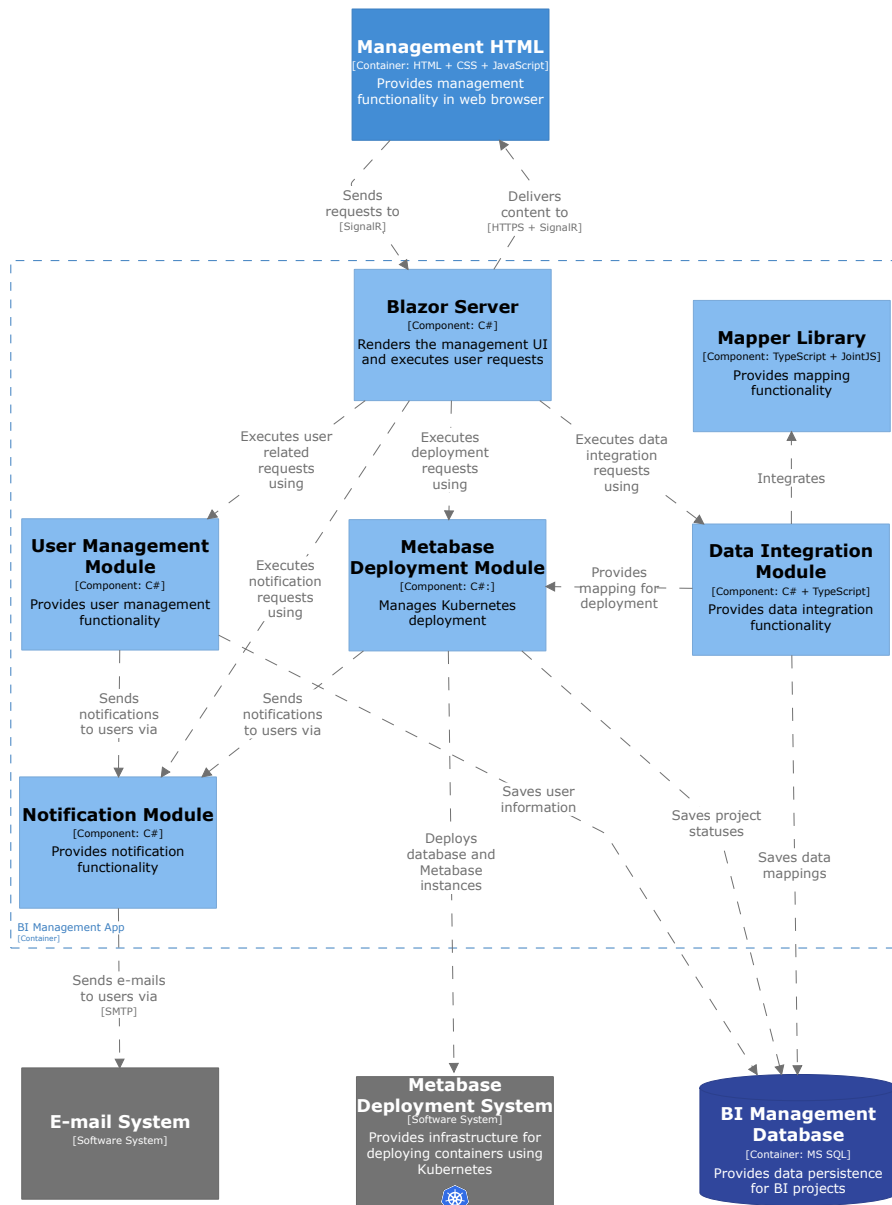 Management HTML
[Container: HTML + CSS + JavaScript]
Provides management
functionality in web browser
Sends
requests to
[SignalR]
Delivers
content to
[HTTPS + SignalR]
Blazor Server
[Component: C#]
Renders the management UI
and executes user requests
Mapper Library
[Component: TypeScript + JointJS]
Provides mapping
functionality
Executes user
related
requests
using
Executes
deployment
requests
using
Executes data
integration
requests
using
Integrates
User Management
Module
[Component: C#]
Provides user management
functionality
Executes
notification
requests
using
Metabase
Deployment Module
[Component: C#:]
Manages Kubernetes
deployment
Provides
mapping for
deployment
Data Integration
Module
[Component: C# + TypeScript]
Provides data integration
functionality
Sends
notifications
to users via
Sends
notifications
to users via
Saves user
information
Saves project
statuses
Notification Module
[Component: C#]
Provides notification
functionality
Deploys
database and
Metabase
instances
Saves data
mappings
BI Management App
[Container]
Sends e-mails
to users via
[SMTP]
E-mail System
[Software System]
Metabase
Deployment System
[Software System]
Provides infrastructure for
deploying containers using
Kubernetes
BI Management
Database
[Container: MS SQL]
Provides data persistence
for BI projects